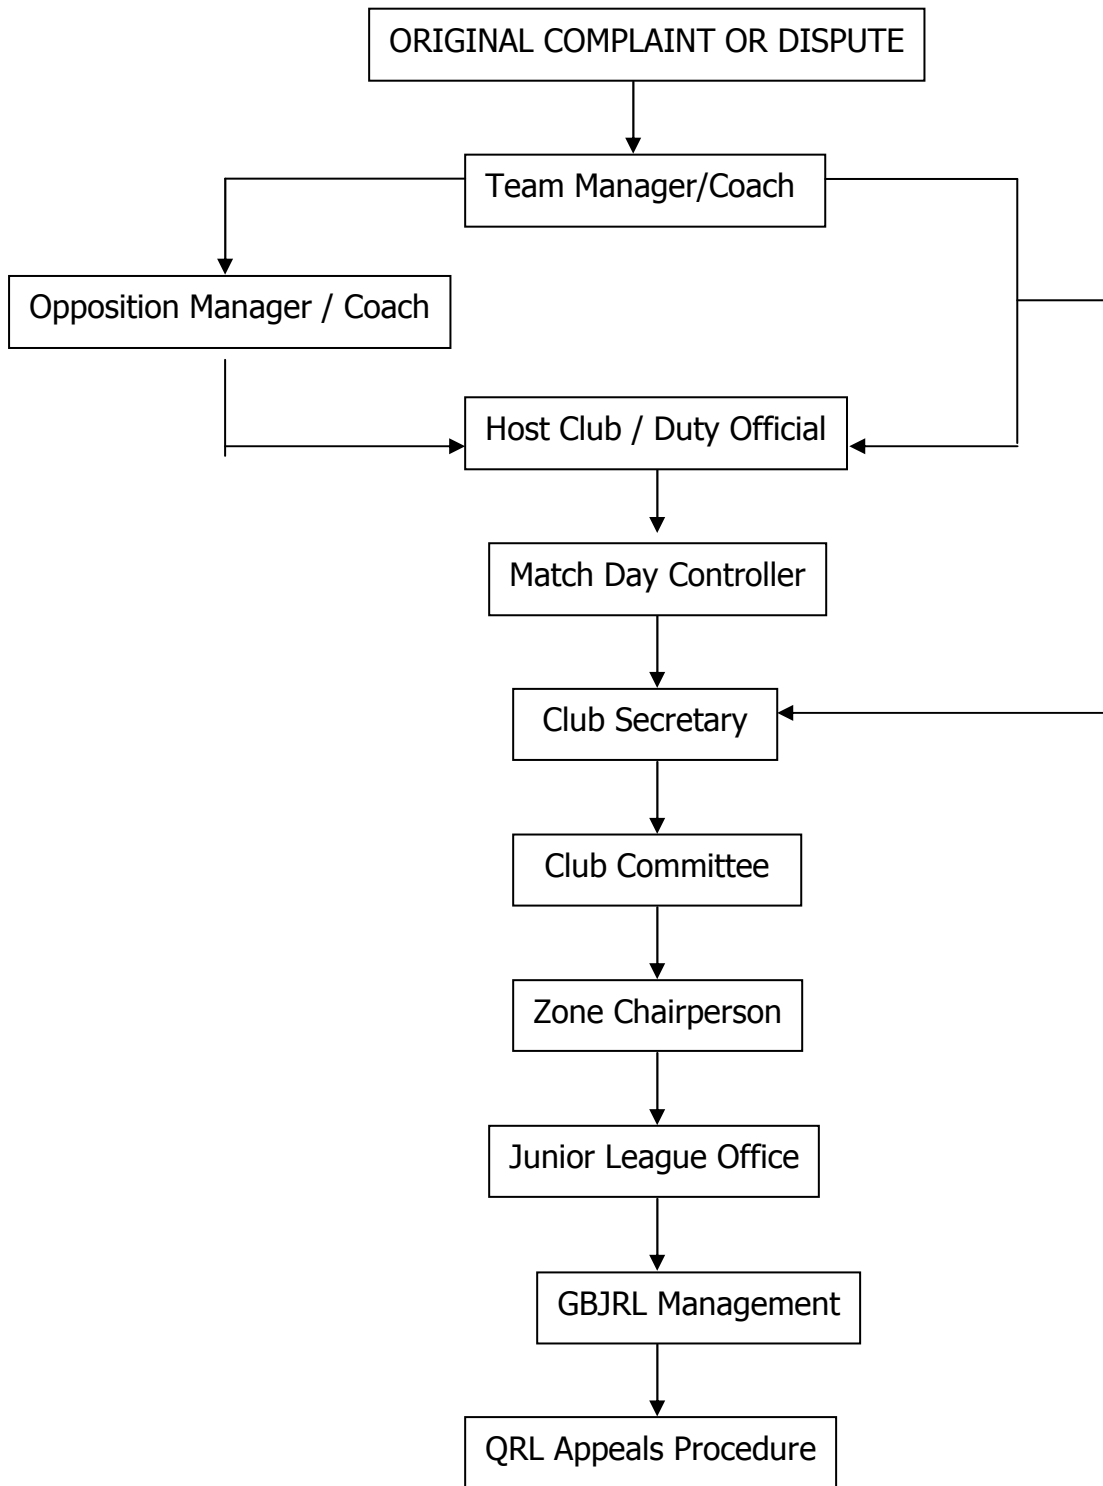 ORIGINAL COMPLAINT OR DISPUTE
Team Manager/Coach
Opposition Manager / Coach
Host Club / Duty Official
Match Day Controller
Club Secretary
Club Committee
Zone Chairperson
Junior League Office
GBJRL Management
QRL Appeals Procedure